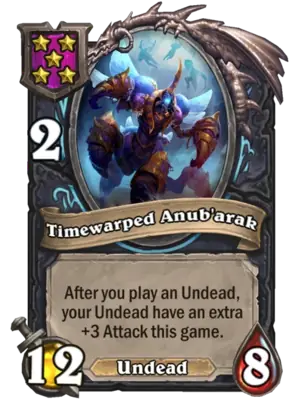 2
Timewarped Anub'arak
After you play an Undead,
your Undead have an extra
+3 Attack this game.
12
Undead
8